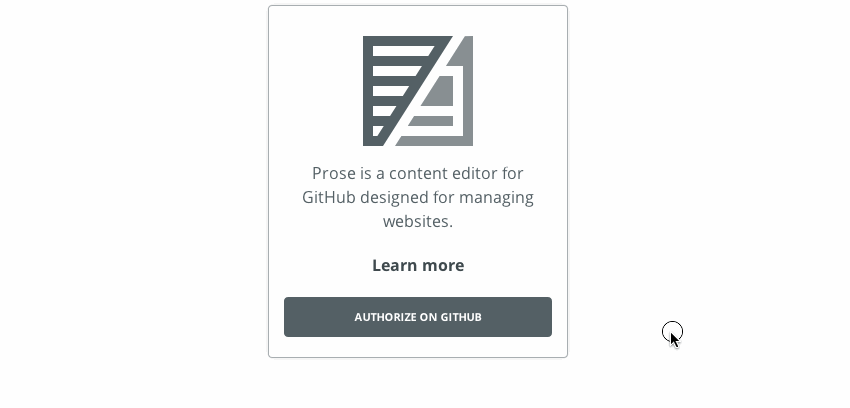 Prose is a content editor for
GitHub designed for managing
websites.
Learn more
AUTHORIZE ON GITHUB